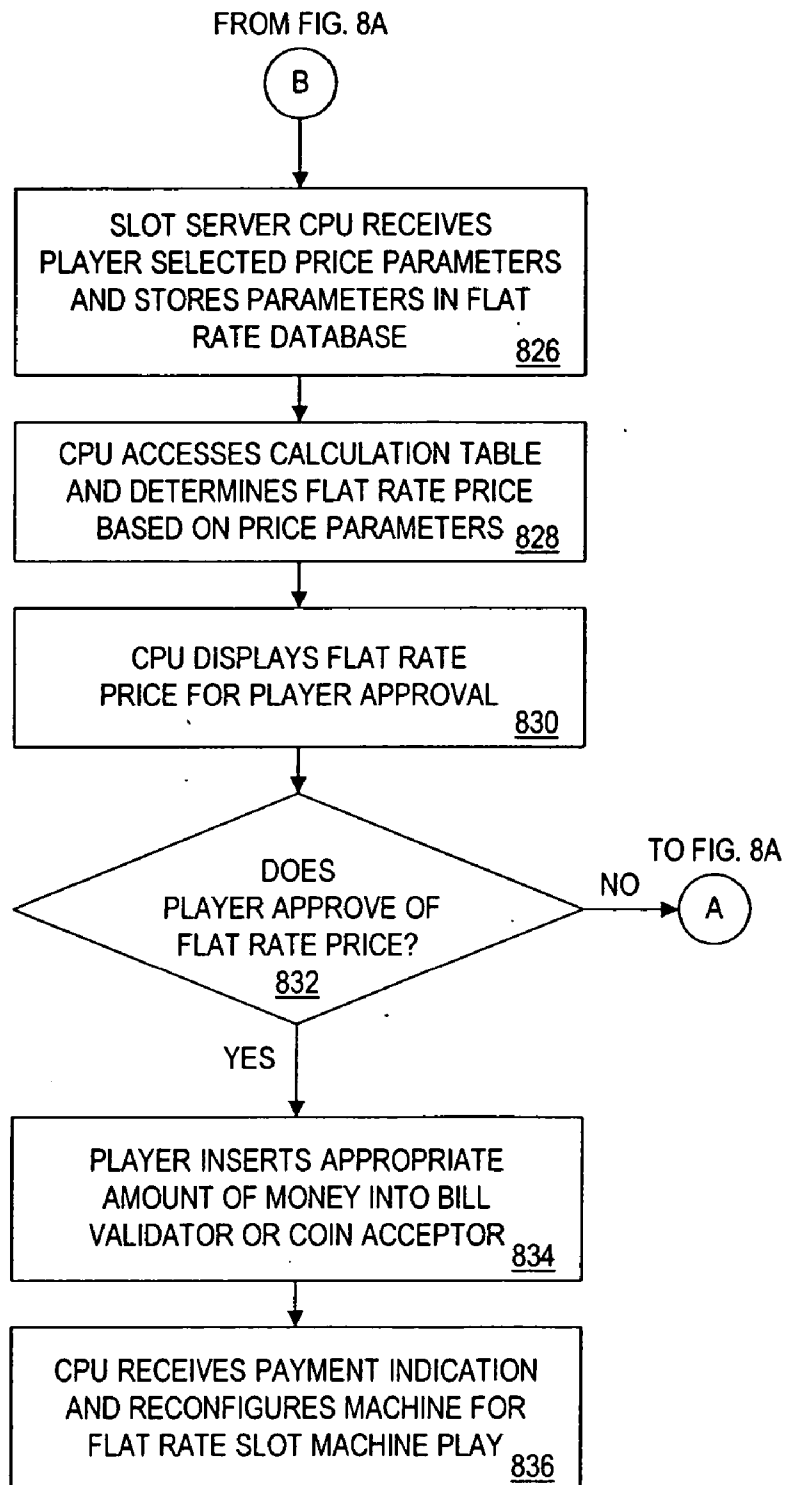 FROM FIG. 8A
B
SLOT SERVER CPU RECEIVES
PLAYER SELECTED PRICE PARAMETERS
AND STORES PARAMETERS IN FLAT
RATE DATABASE
826
CPU ACCESSES CALCULATION TABLE
AND DETERMINES FLAT RATE PRICE
BASED ON PRICE PARAMETERS
828
CPU DISPLAYS FLAT RATE
PRICE FOR PLAYER APPROVAL
830
DOES
PLAYER APPROVE OF
FLAT RATE PRICE?
832
NO
TO FIG. 8A
A
YES
PLAYER INSERTS APPROPRIATE
AMOUNT OF MONEY INTO BILL
VALIDATOR OR COIN ACCEPTOR
834
CPU RECEIVES PAYMENT INDICATION
AND RECONFIGURES MACHINE FOR
FLAT RATE SLOT MACHINE PLAY
836